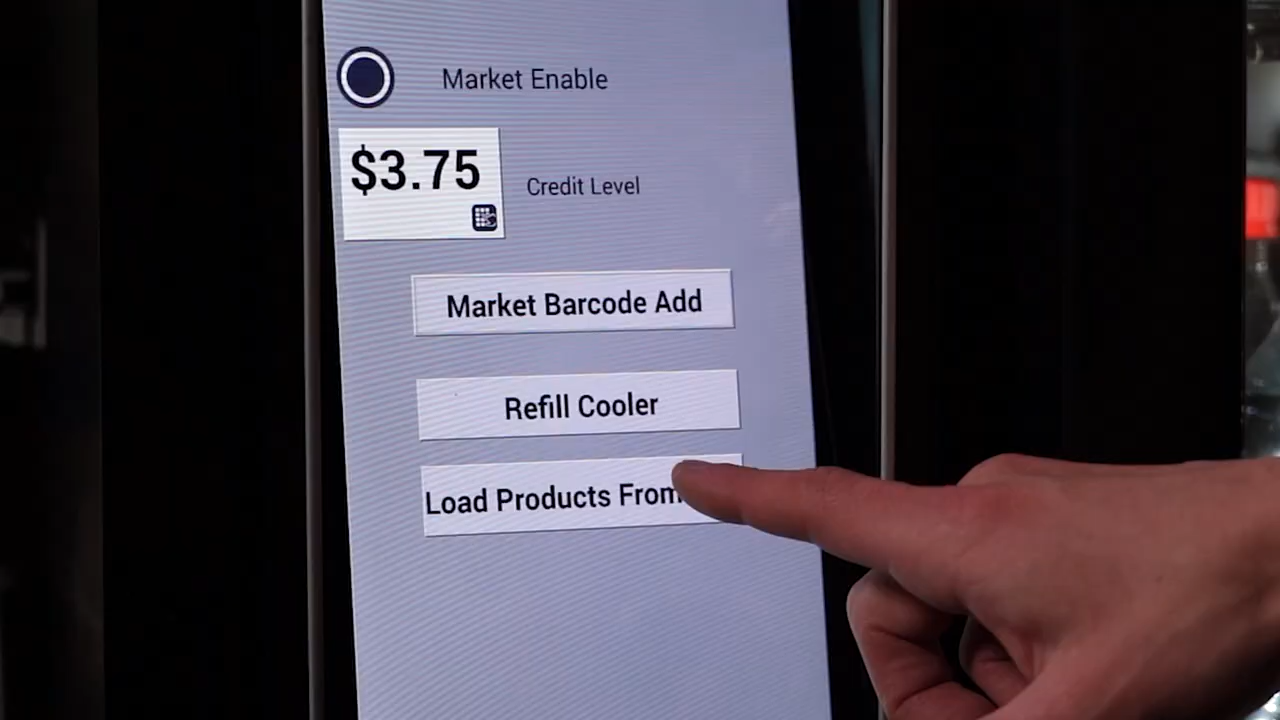 Market Enable
$3.75
Credit Level
Market Barcode Add
Refill Cooler
Load Products From